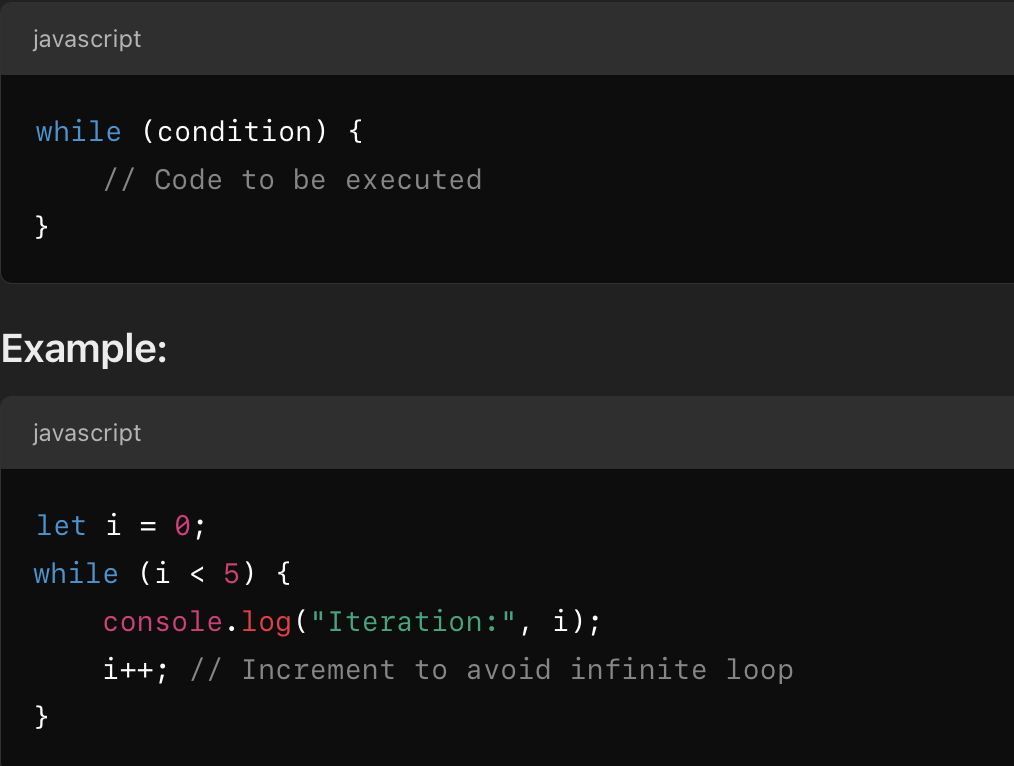 javascript
while (condition) {
    // Code to be executed
}
Example:
javascript
let i = 0;
while (i < 5) {
    console.log("Iteration:", i);
    i++; // Increment to avoid infinite loop
}